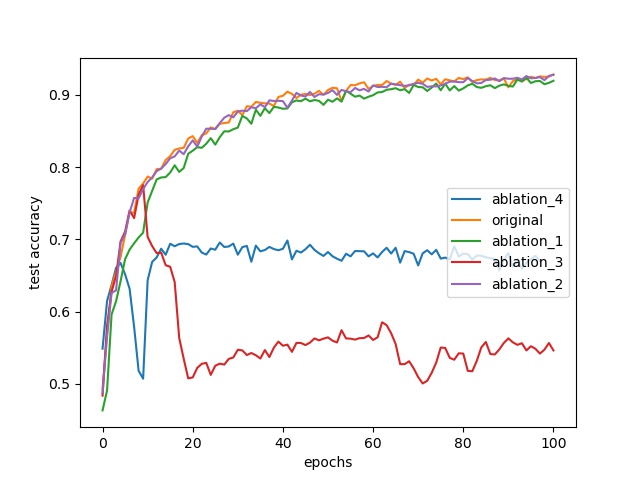 0.9
0.8
0.7
0.6
0.5
test accuracy
ablation_4
original
ablation_1
ablation_3
ablation_2
0 20 40 60 80 100
epochs